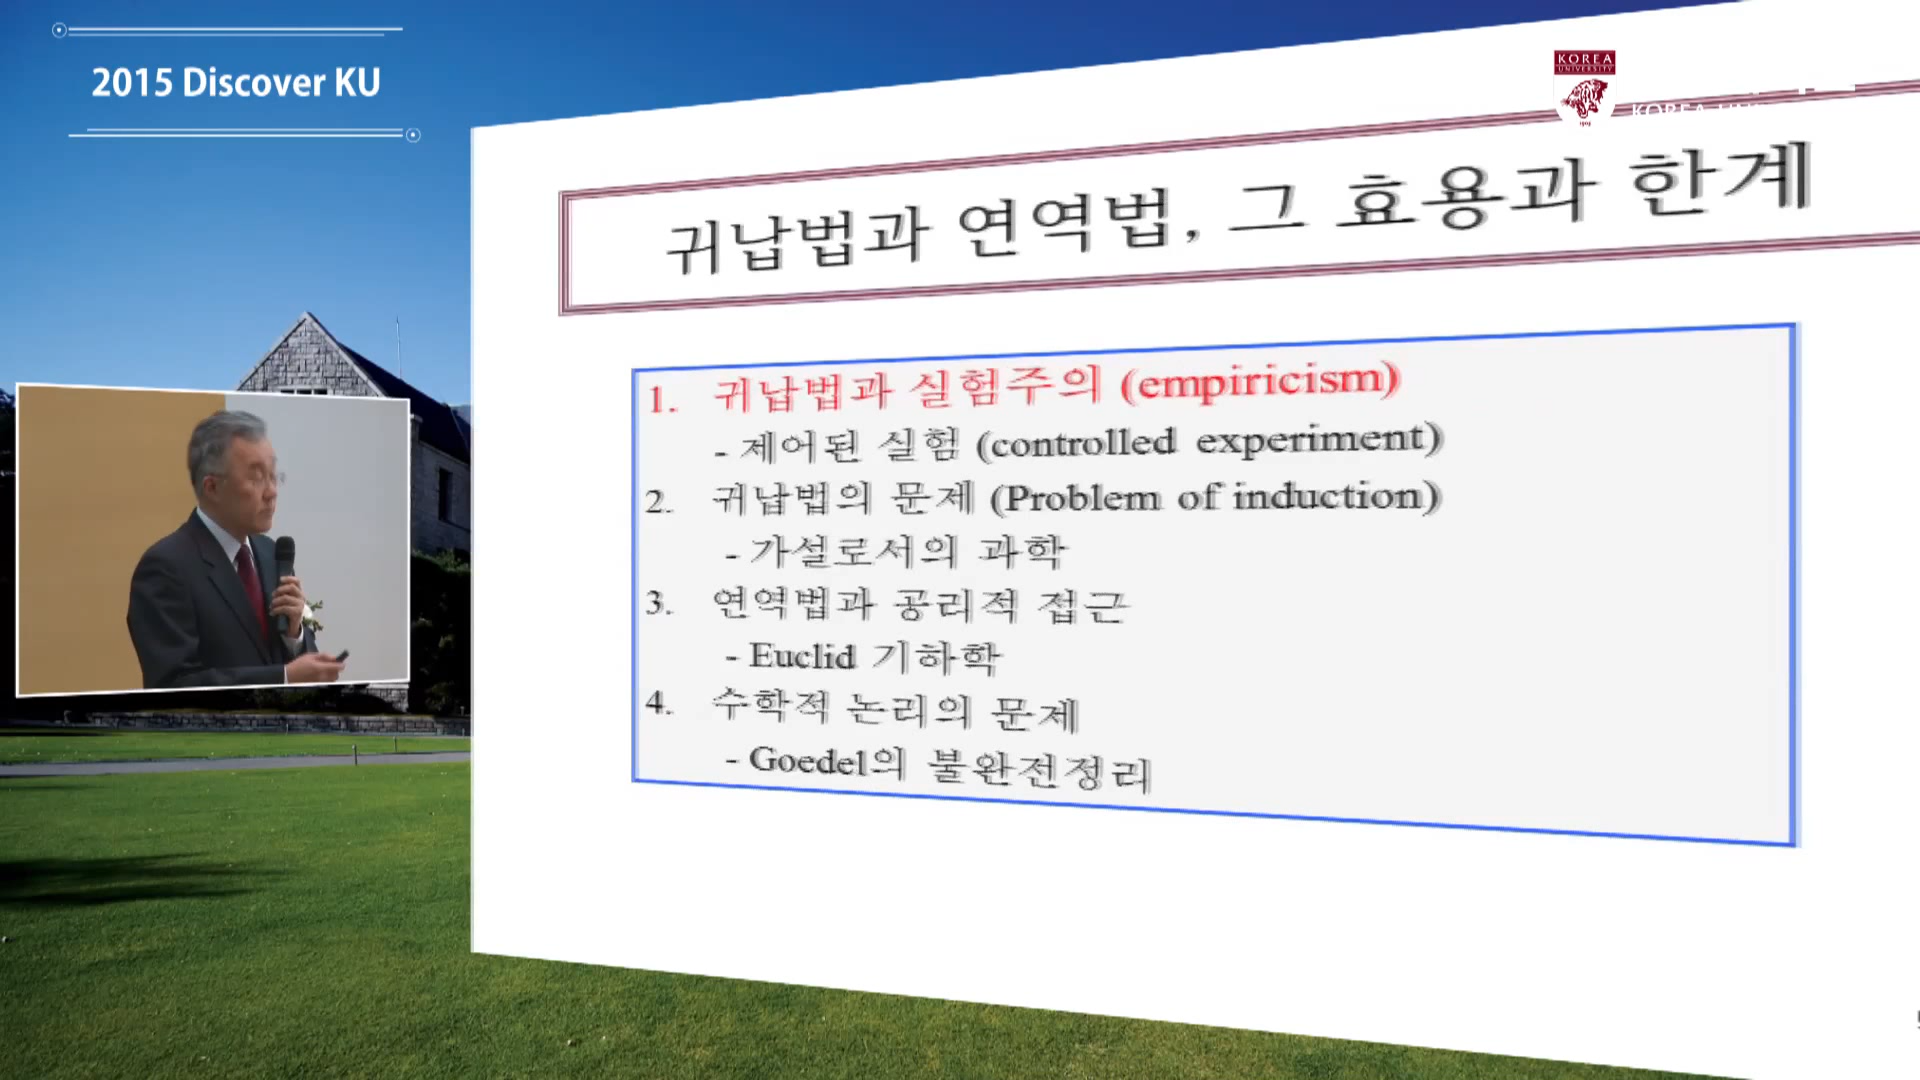 2015 Discover KU
KOREA
UNIVERSITY
귀납법과 연역법, 그 효용과 한계
1. 귀납법과 실험주의 (empiricism)
- 제어된 실험 (controlled experiment)
2. 귀납법의 문제 (Problem of induction)
- 가설로서의 과학
3. 연역법과 공리적 접근
- Euclid 기하학
4. 수학적 논리의 문제
- Goedel의 불완전정리